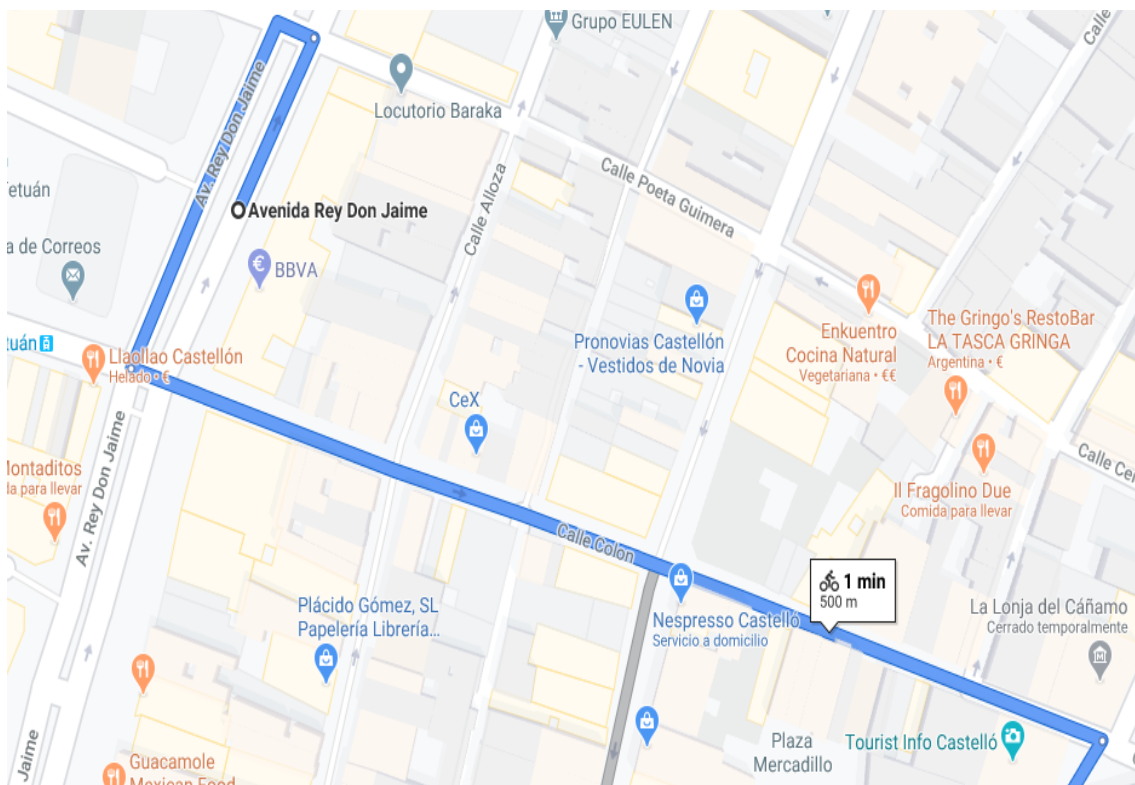 Grupo EULEN
Calle
Locutorio Baraka
Av. Rey Don Jaime
Calle Alloza
Calle Poeta Guimera
etuán
Avenida Rey Don Jaime
a de Correos
€ BBVA
Pronovias Castellón
- Vestidos de Novia
Enkuentro
Cocina Natural
Vegetariana • €€
The Gringo's RestoBar
LA TASCA GRINGA
Argentina • €
tuán
Llaollao Castellón
Helado • €
CeX
Av. Rey Don Jaime
Montaditos
da para llevar
Calle Cer
Il Fragolino Due
Comida para llevar
Calle Colon
1 min
500 m
Plácido Gómez, SL
Papelería Librería...
Nespresso Castelló
Servicio a domicilio
La Lonja del Cáñamo
Cerrado temporalmente
Jaime
Plaza
Mercadillo
Tourist Info Castelló
Guacamole
Mexican Food